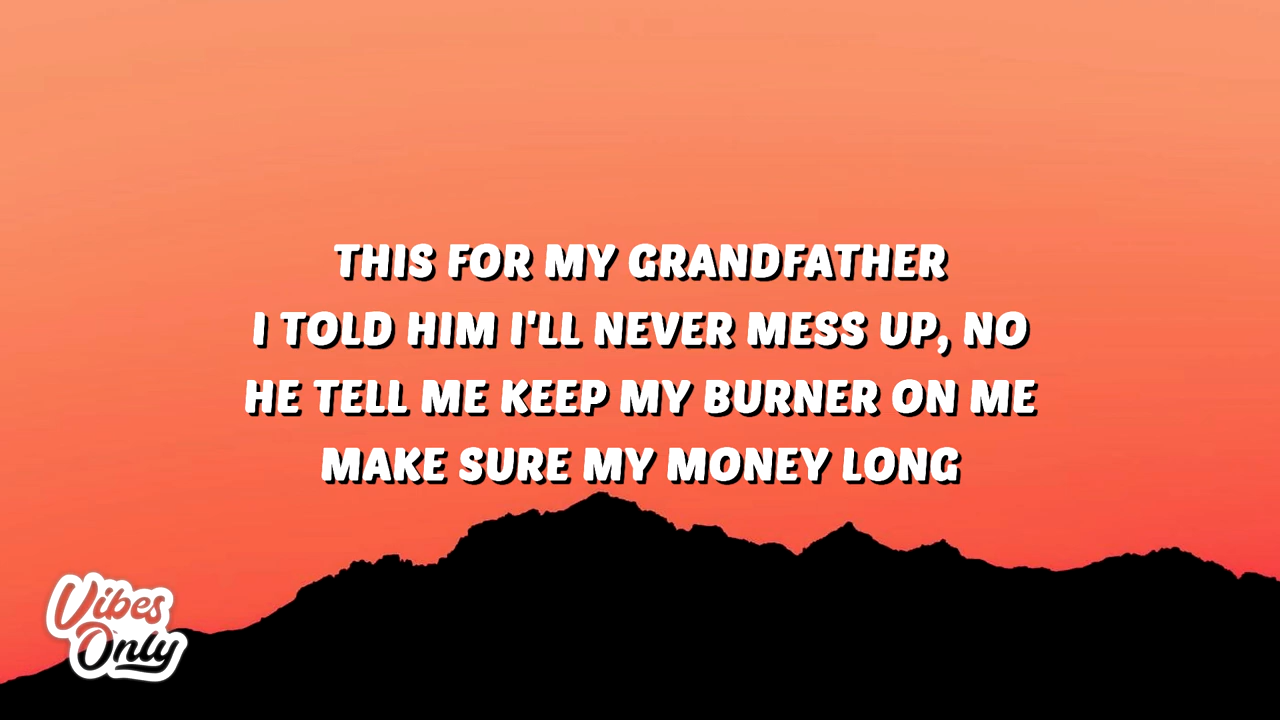 THIS FOR MY GRANDFATHER
I TOLD HIM I'LL NEVER MESS UP, NO
HE TELL ME KEEP MY BURNER ON ME
MAKE SURE MY MONEY LONG
Vibes
Only